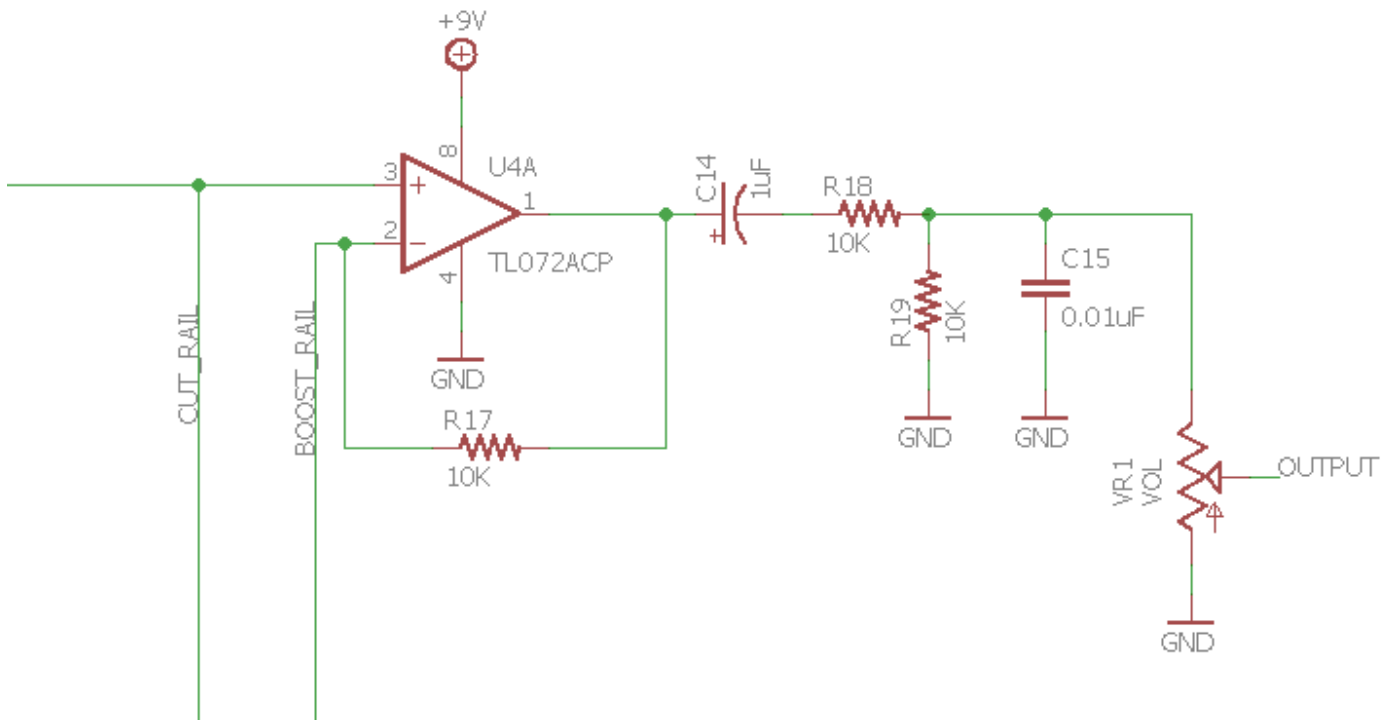 +9V
8
U4A
3
+
1
2
−
TL072ACP
4
GND
C14
1uF
+
R18
10K
R19
10K
GND
C15
0.01uF
GND
CUT_RAIL
BOOST_RAIL
R17
10K
VR1
VOL
OUTPUT
GND